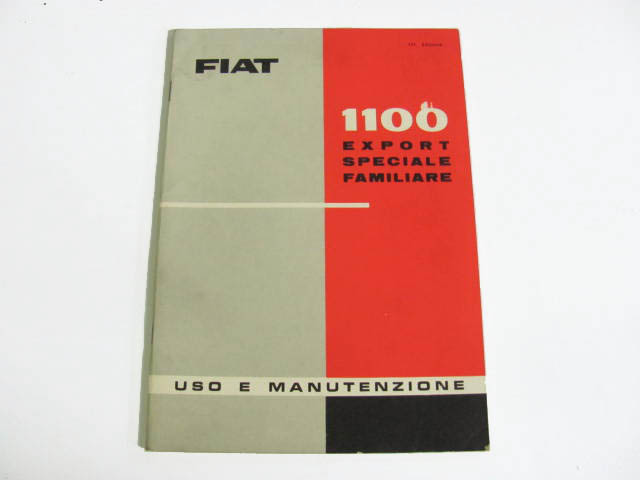 FIAT
1100
EXPORT
SPECIALE
FAMILIARE
USO E MANUTENZIONE